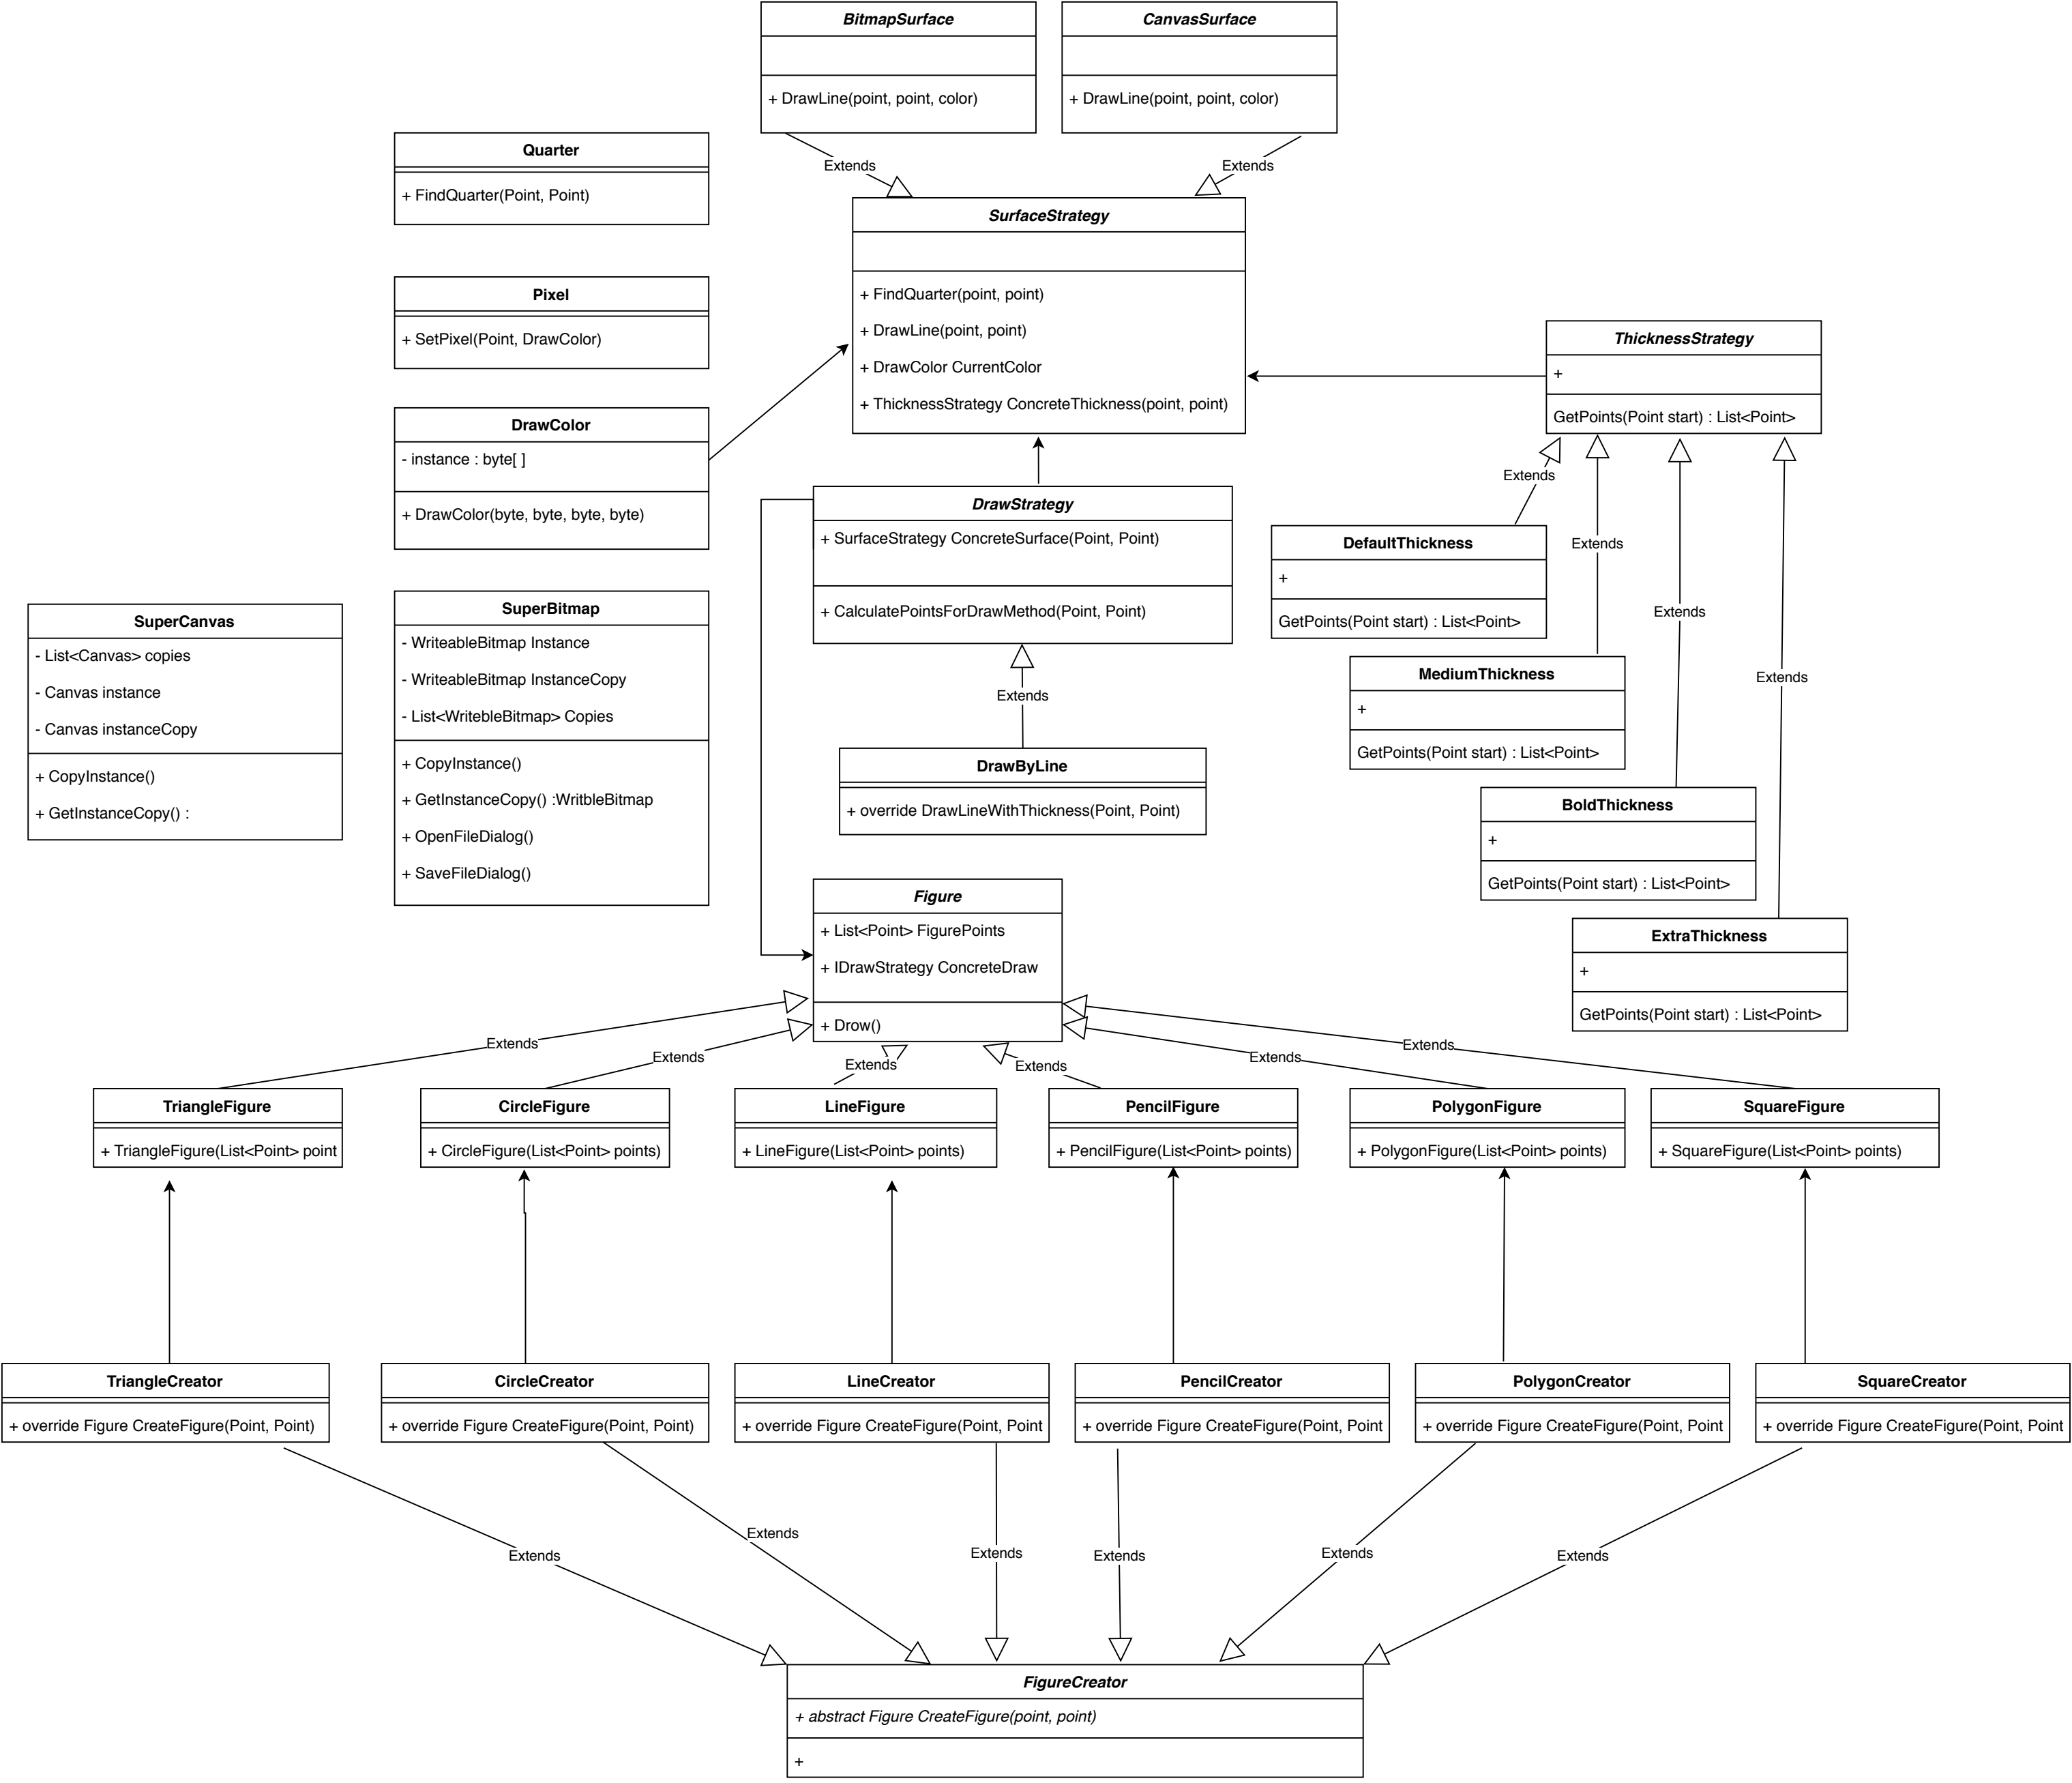 BitmapSurface
+ DrawLine(point, point, color)
CanvasSurface
+ DrawLine(point, point, color)
Extends
Extends
Quarter
+ FindQuarter(Point, Point)
SurfaceStrategy
+ FindQuarter(point, point)
+ DrawLine(point, point)
+ DrawColor CurrentColor
+ ThicknessStrategy ConcreteThickness(point, point)
Pixel
+ SetPixel(Point, DrawColor)
ThicknessStrategy
+
GetPoints(Point start) : List<Point>
DrawColor
- instance : byte[ ]
+ DrawColor(byte, byte, byte, byte)
DrawStrategy
+ SurfaceStrategy ConcreteSurface(Point, Point)
+ CalculatePointsForDrawMethod(Point, Point)
Extends
Extends
Extends
Extends
DefaultThickness
+
GetPoints(Point start) : List<Point>
SuperCanvas
- List<Canvas> copies
- Canvas instance
- Canvas instanceCopy
+ CopyInstance()
+ GetInstanceCopy() :
SuperBitmap
- WriteableBitmap Instance
- WriteableBitmap InstanceCopy
- List<WritebleBitmap> Copies
+ CopyInstance()
+ GetInstanceCopy() :WritbleBitmap
+ OpenFileDialog()
+ SaveFileDialog()
Extends
MediumThickness
+
GetPoints(Point start) : List<Point>
DrawByLine
+ override DrawLineWithThickness(Point, Point)
BoldThickness
+
GetPoints(Point start) : List<Point>
Figure
+ List<Point> FigurePoints
+ IDrawStrategy ConcreteDraw
+ Drow()
ExtraThickness
+
GetPoints(Point start) : List<Point>
Extends
Extends
Extends
Extends
Extends
Extends
TriangleFigure
+ TriangleFigure(List<Point> point
CircleFigure
+ CircleFigure(List<Point> points)
LineFigure
+ LineFigure(List<Point> points)
PencilFigure
+ PencilFigure(List<Point> points)
PolygonFigure
+ PolygonFigure(List<Point> points)
SquareFigure
+ SquareFigure(List<Point> points)
TriangleCreator
+ override Figure CreateFigure(Point, Point)
CircleCreator
+ override Figure CreateFigure(Point, Point)
LineCreator
+ override Figure CreateFigure(Point, Point
PencilCreator
+ override Figure CreateFigure(Point, Point
PolygonCreator
+ override Figure CreateFigure(Point, Point
SquareCreator
+ override Figure CreateFigure(Point, Point
Extends
Extends
Extends
Extends
Extends
Extends
FigureCreator
+ abstract Figure CreateFigure(point, point)
+